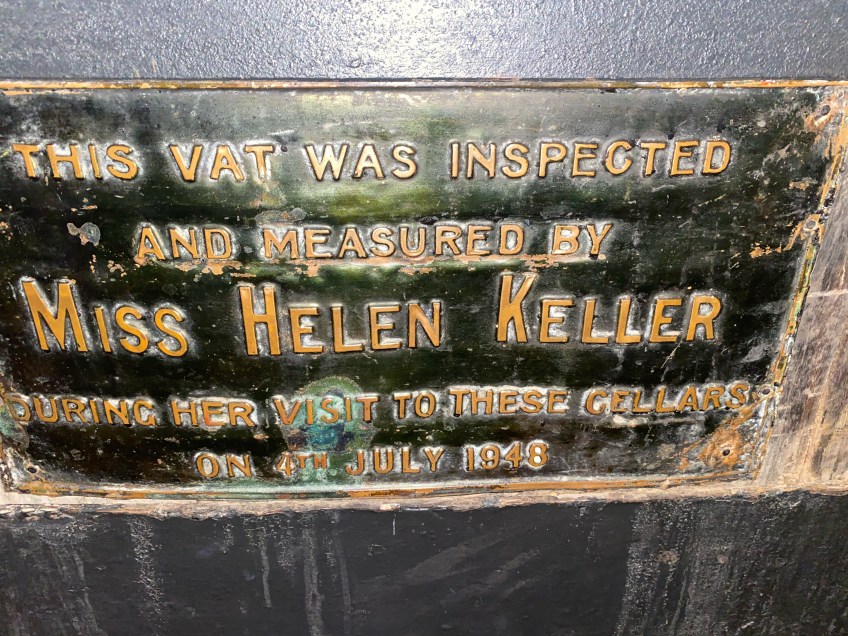 THIS VAT WAS INSPECTED
AND MEASURED BY
MISS HELEN KELLER
DURING HER VISIT TO THESE CELLARS
ON 4TH JULY 1948